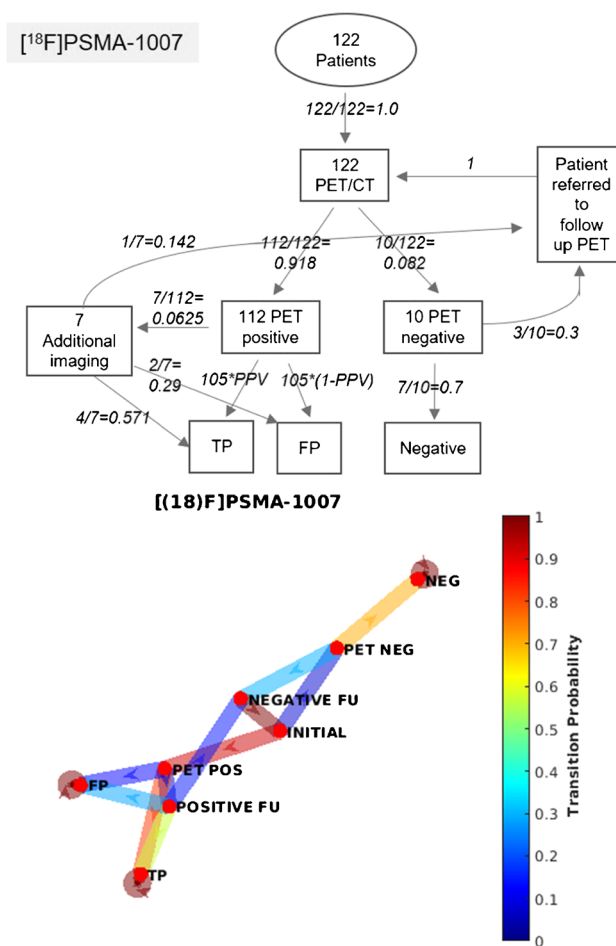 [¹⁸F]PSMA-1007
122
Patients
122/122=1.0
122
PET/CT
1
Patient
referred
to
follow
up PET
1/7=0.142
112/122=
0.918
10/122=
0.082
7
Additional
imaging
7/112=
0.0625
112 PET
positive
10 PET
negative
3/10=0.3
2/7=
0.29
105*PPV
105*(1-PPV)
7/10=0.7
4/7=0.571
TP
FP
Negative
[(18)F]PSMA-1007
NEG
PET NEG
NEGATIVE FU
INITIAL
PET POS
FP
POSITIVE FU
TP
1
0.9
0.8
0.7
0.6
0.5
0.4
0.3
0.2
0.1
0
Transition Probability